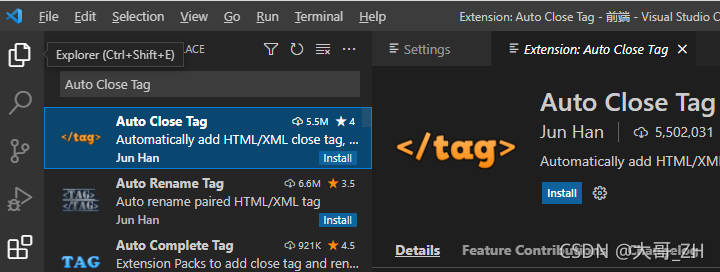 File Edit Selection View Go Run Terminal Help Extension: Auto Close Tag - 前端 - Visual Studio C
Explorer (Ctrl+Shift+E) LACE
Settings Extension: Auto Close Tag
Auto Close Tag
</tag>
Auto Close Tag 5.5M 4
Automatically add HTML/XML close tag, ...
Jun Han Install
<TAG>
<TAG>
Auto Rename Tag 6.6M 3.5
Auto rename paired HTML/XML tag
Jun Han Install
TAG
Auto Complete Tag 921K 4.5
Extension Packs to add close tag and ren...
</tag>
Auto Close Tag
Jun Han 5,502,031
Automatically add HTML/XML
Install
Details Feature Contributions Changelog
CSDN @大哥_ZH